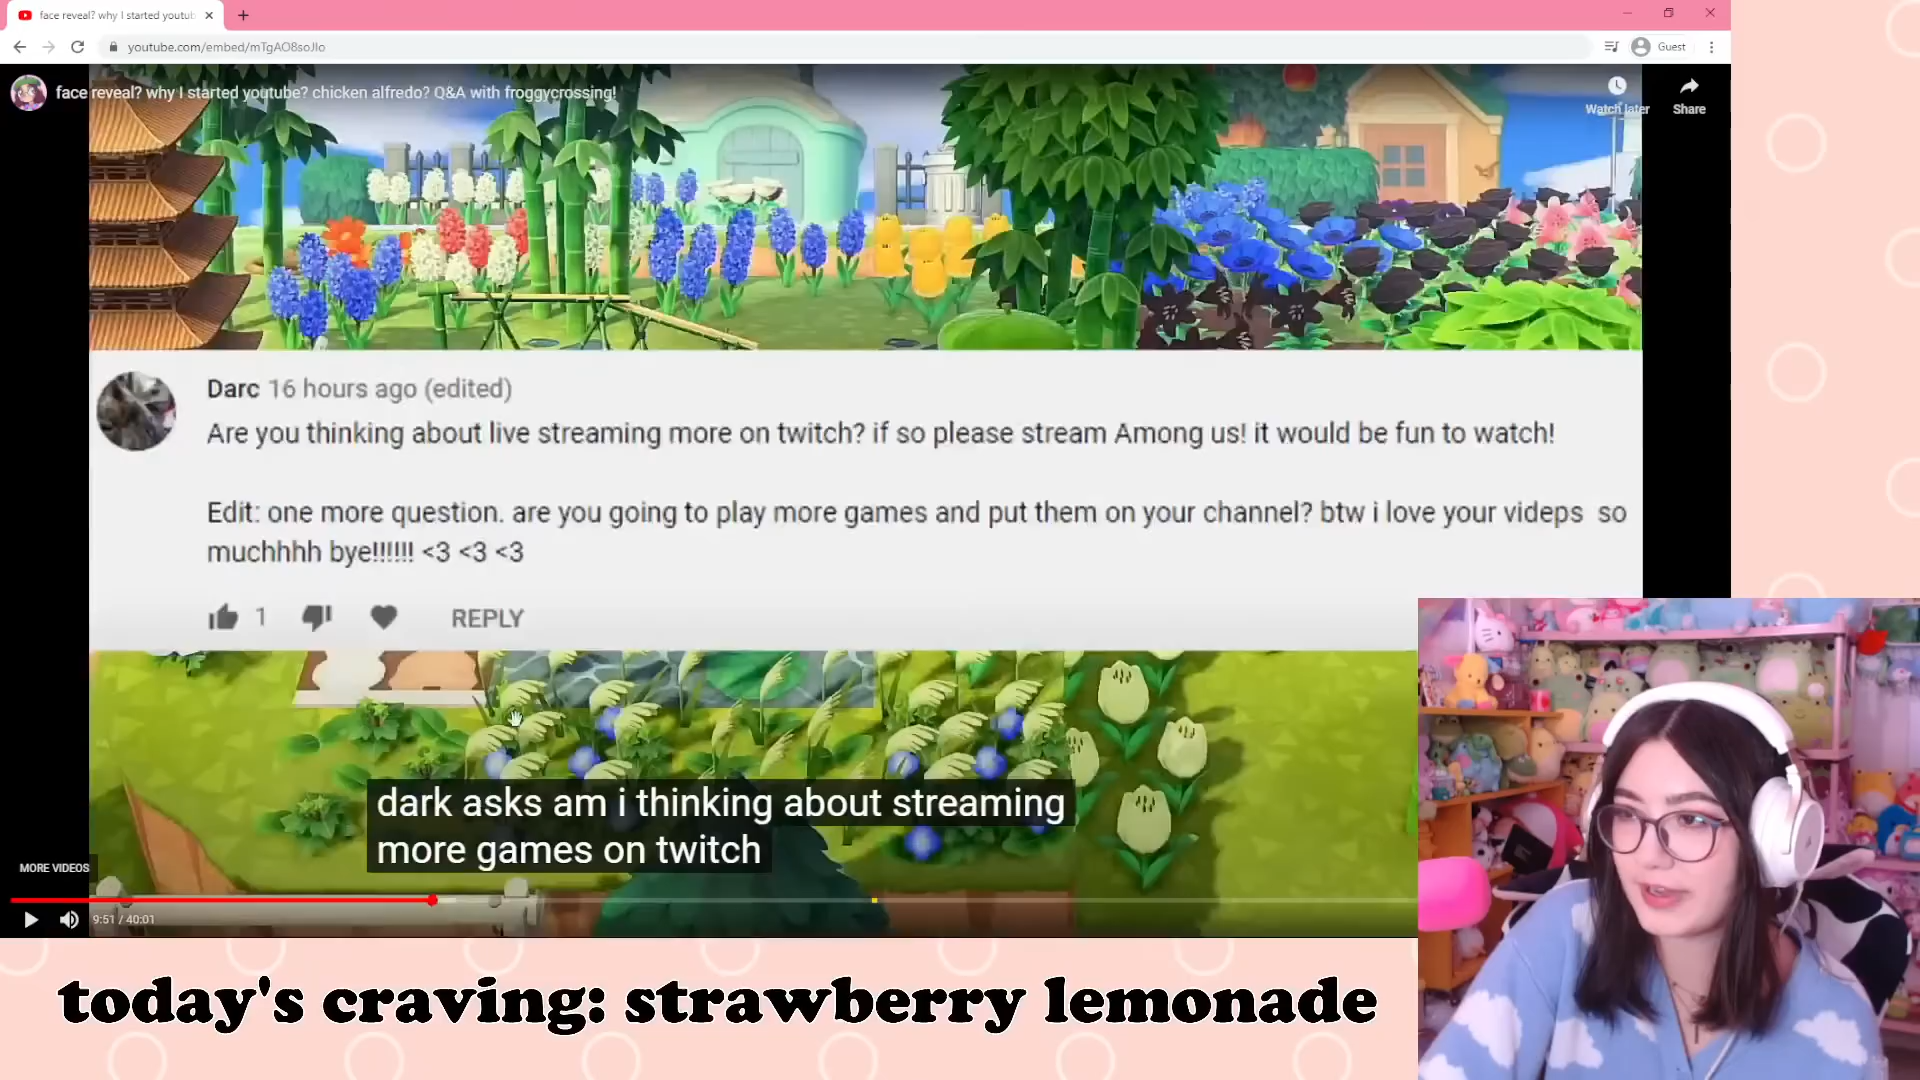 face reveal? why I started youtub
youtube.com/embed/mTgAO8soJIo
Guest
face reveal? why I started youtube? chicken alfredo? Q&A with froggycrossing!
Watch later
Share
Darc 16 hours ago (edited)
Are you thinking about live streaming more on twitch? if so please stream Among us! it would be fun to watch!
Edit: one more question. are you going to play more games and put them on your channel? btw i love your videps so
muchhhh bye!!!!!! <3 <3 <3
1 REPLY
dark asks am i thinking about streaming
more games on twitch
MORE VIDEOS
9:51 / 40:01
today's craving: strawberry lemonade